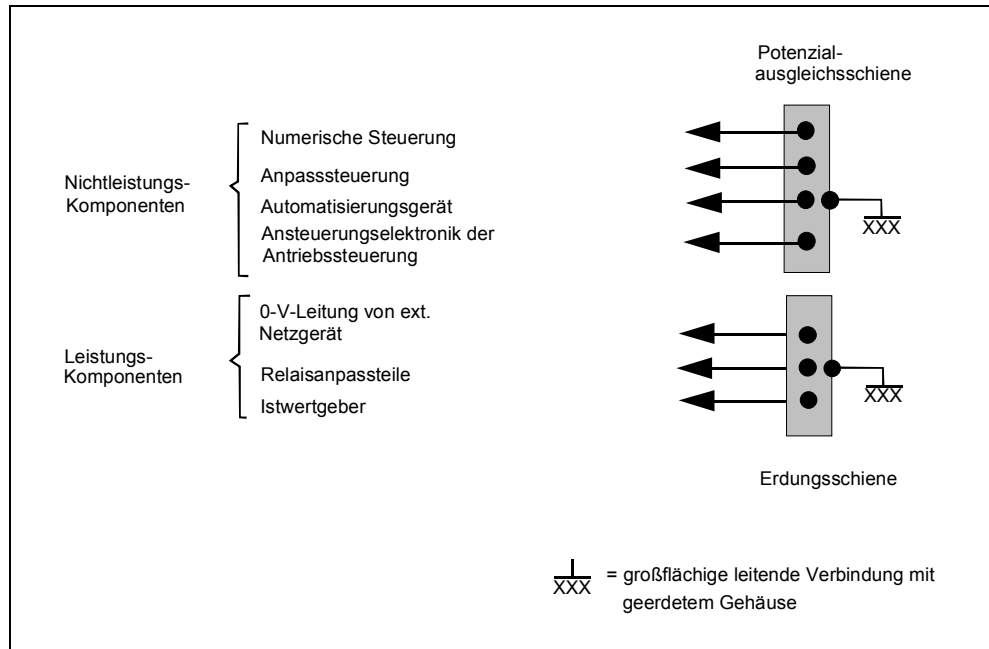 Potenzial-
ausgleichsschiene
Nichtleistungs-
Komponenten
Numerische Steuerung
Anpasssteuerung
Automatisierungsgerät
Ansteuerungselektronik der
Antriebssteuerung
XXX
Leistungs-
Komponenten
0-V-Leitung von ext.
Netzgerät
Relaisanpassteile
Istwertgeber
XXX
Erdungsschiene
XXX = großflächige leitende Verbindung mit
geerdetem Gehäuse